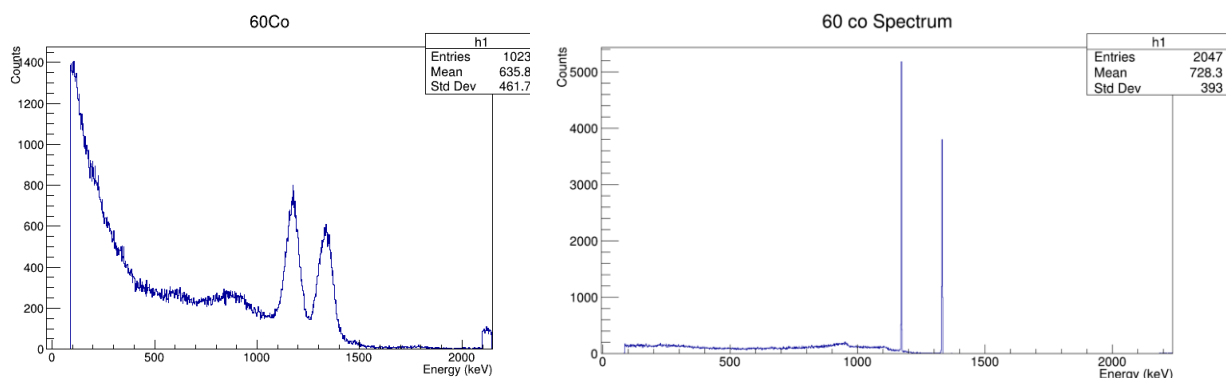 60Co
h1
Entries 1023
Mean 635.8
Std Dev 461.7
Counts
1400
1200
1000
800
600
400
200
0
0 500 1000 1500 2000
Energy (keV)
60 co Spectrum
h1
Entries 2047
Mean 728.3
Std Dev 393
Counts
5000
4000
3000
2000
1000
0
0 500 1000 1500 2000
Energy (keV)